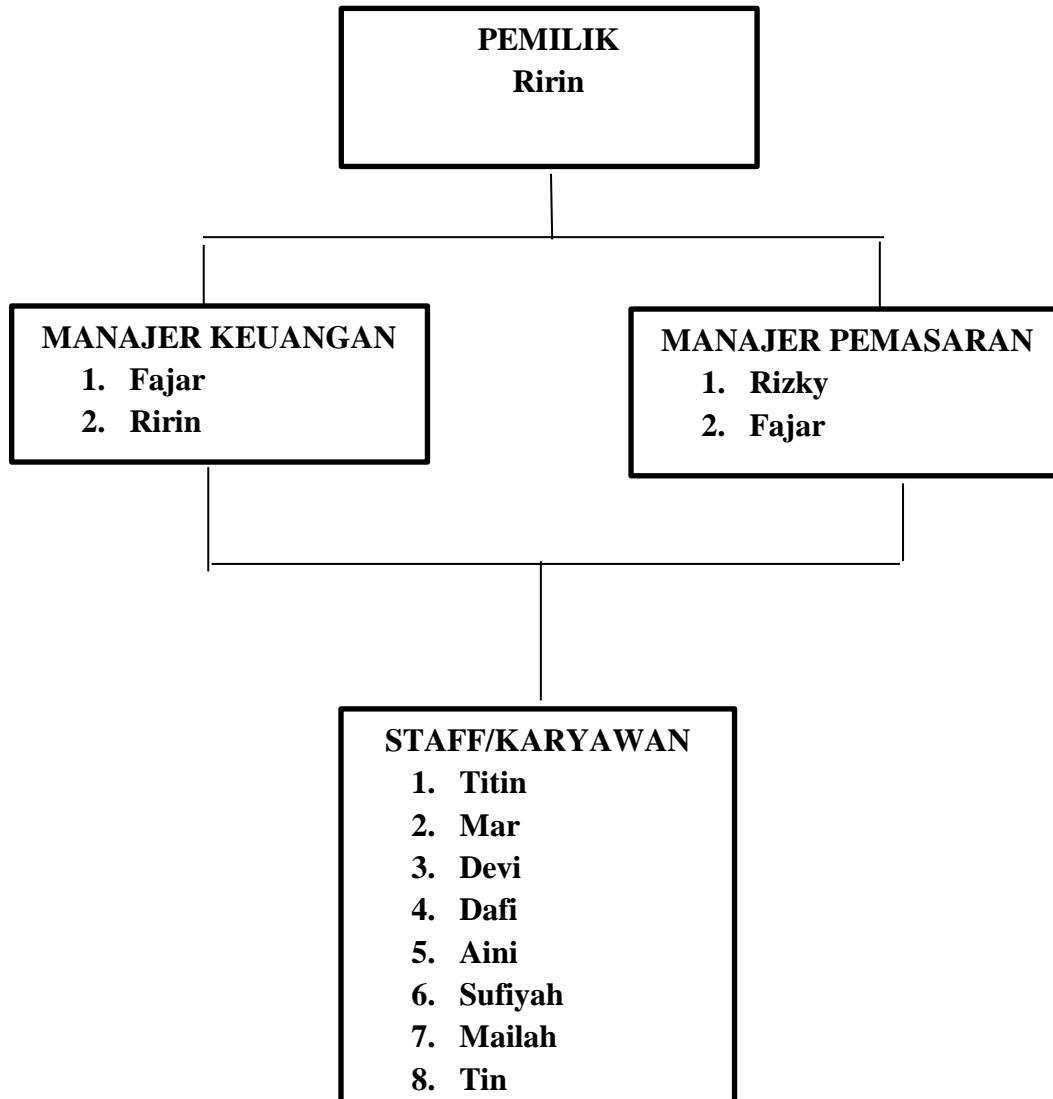 PEMILIK
Ririn
MANAJER KEUANGAN
1. Fajar
2. Ririn
MANAJER PEMASARAN
1. Rizky
2. Fajar
STAFF/KARYAWAN
1. Titin
2. Mar
3. Devi
4. Dafi
5. Aini
6. Sufiyah
7. Mailah
8. Tin